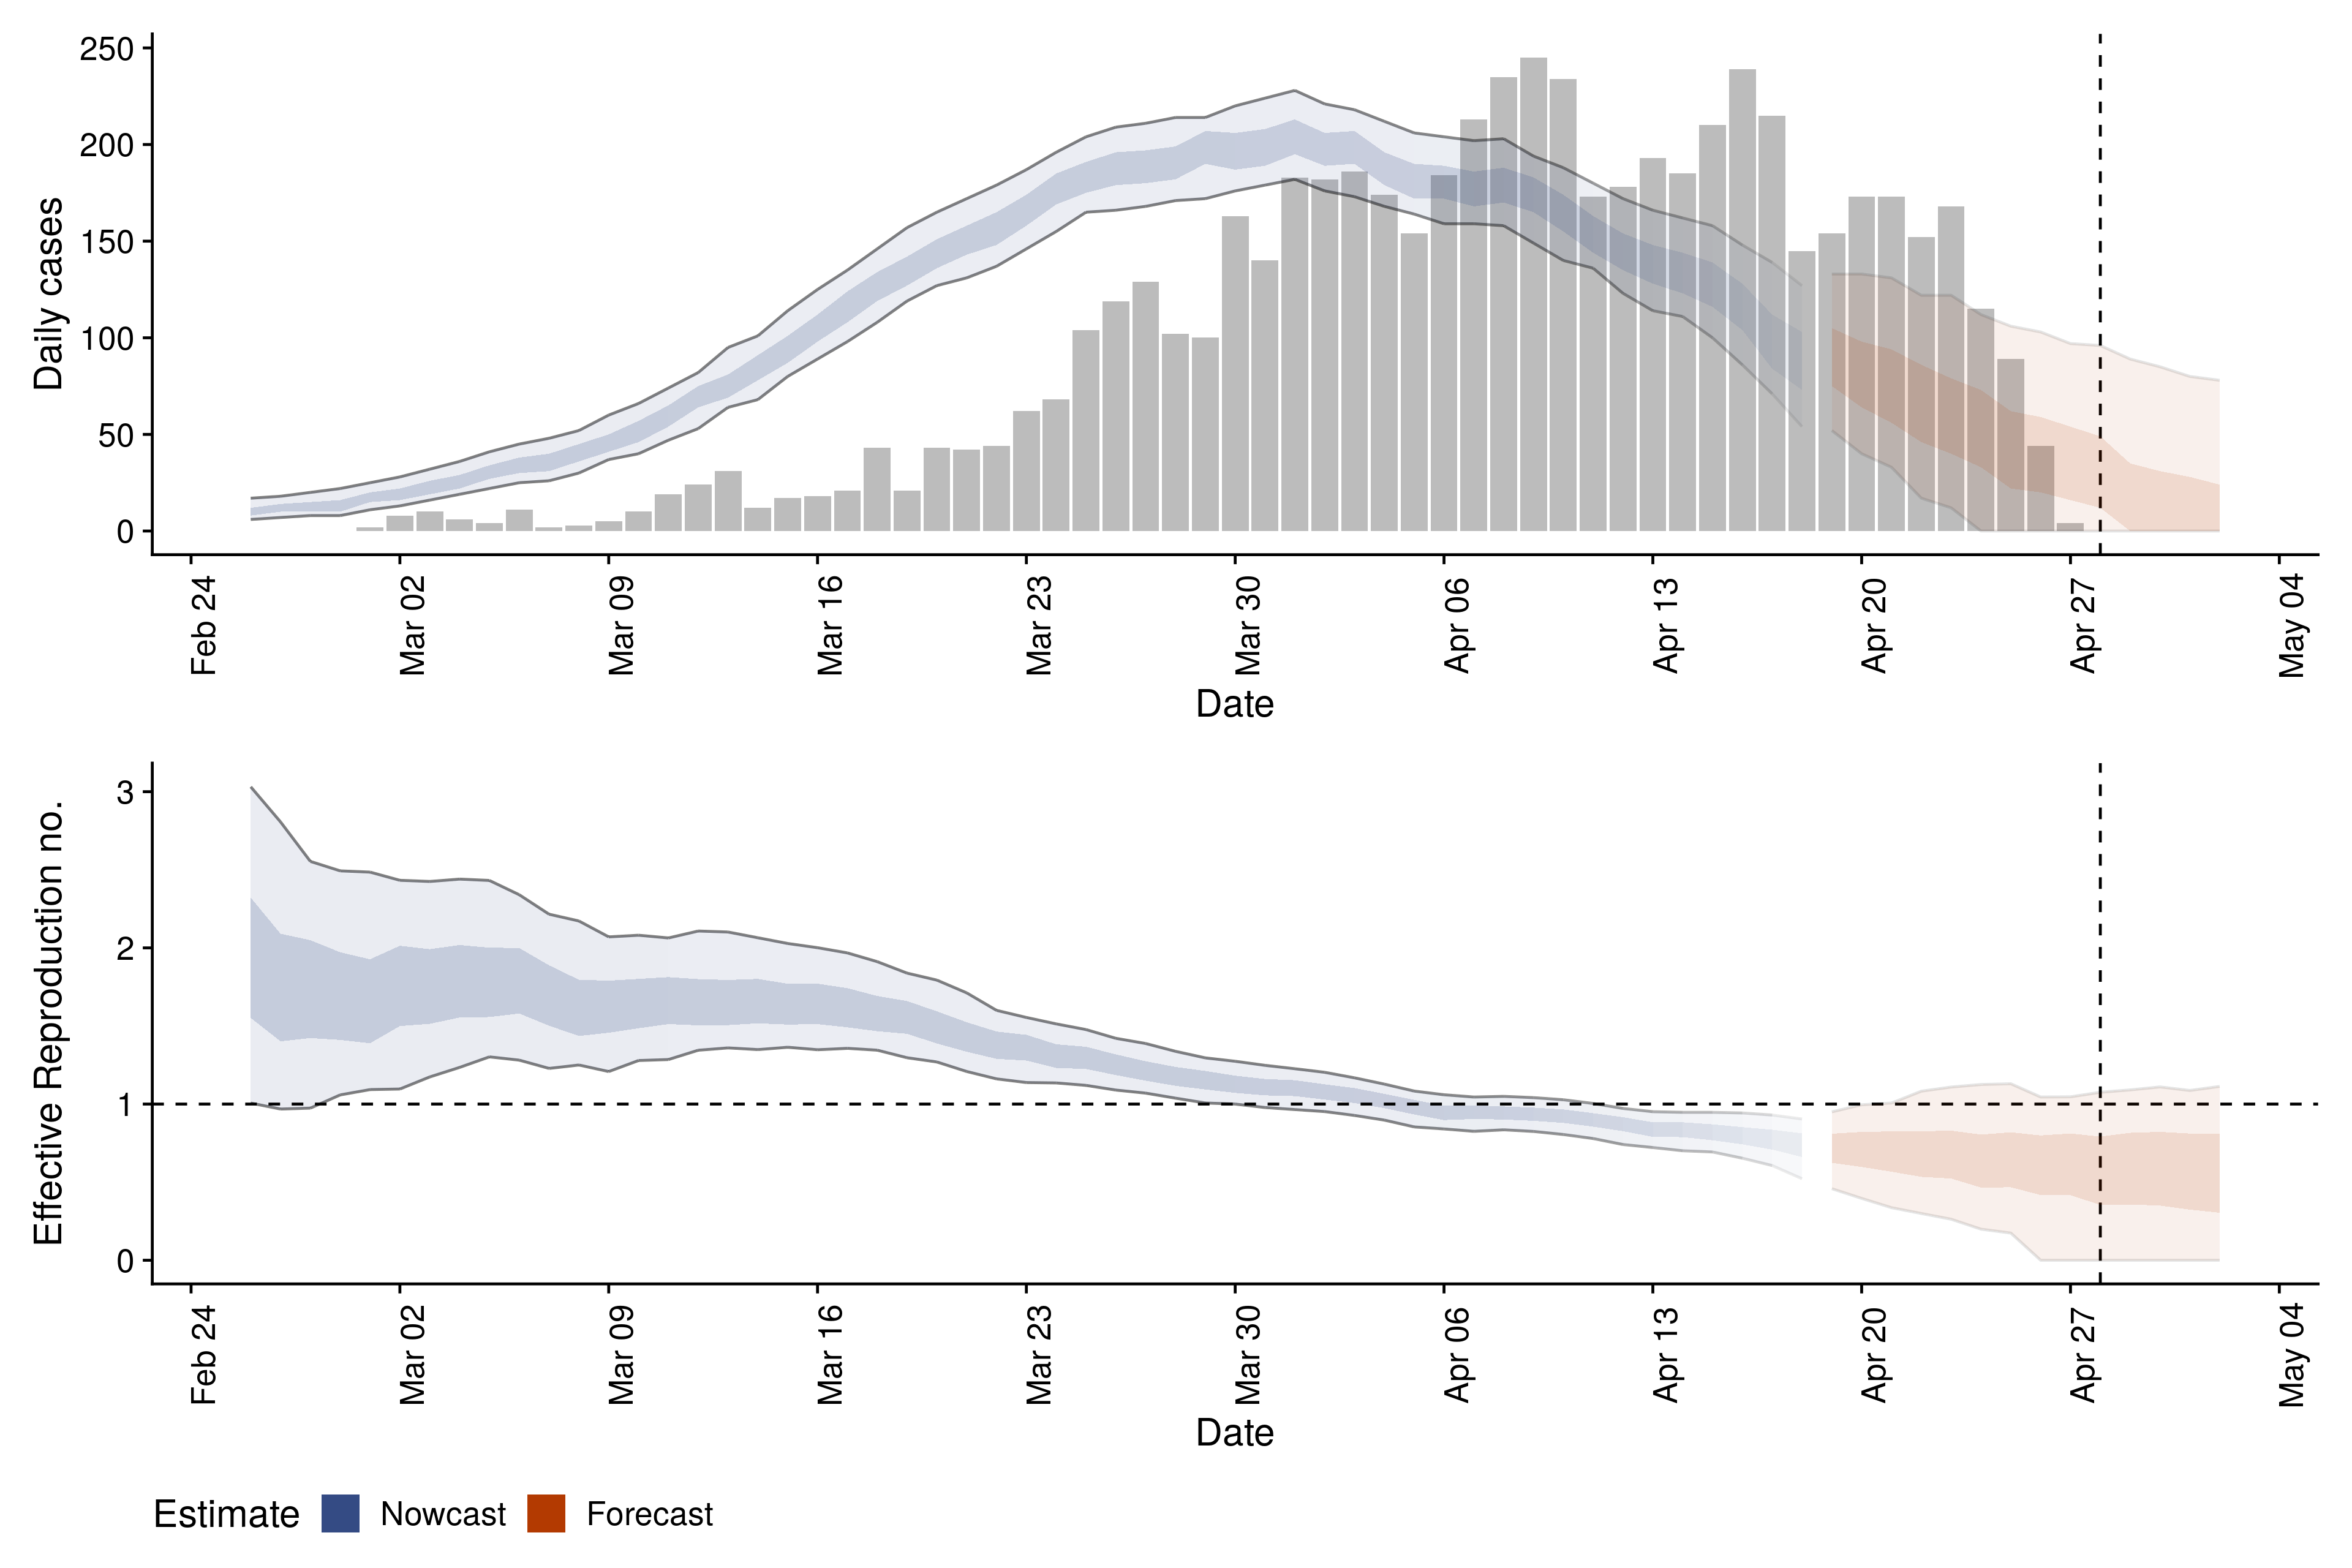 250
200
150
100
50
0
Daily cases
Feb 24
Mar 02
Mar 09
Mar 16
Mar 23
Mar 30
Apr 06
Apr 13
Apr 20
Apr 27
May 04
Date
3
2
1
0
Effective Reproduction no.
Feb 24
Mar 02
Mar 09
Mar 16
Mar 23
Mar 30
Apr 06
Apr 13
Apr 20
Apr 27
May 04
Date
Estimate Nowcast Forecast